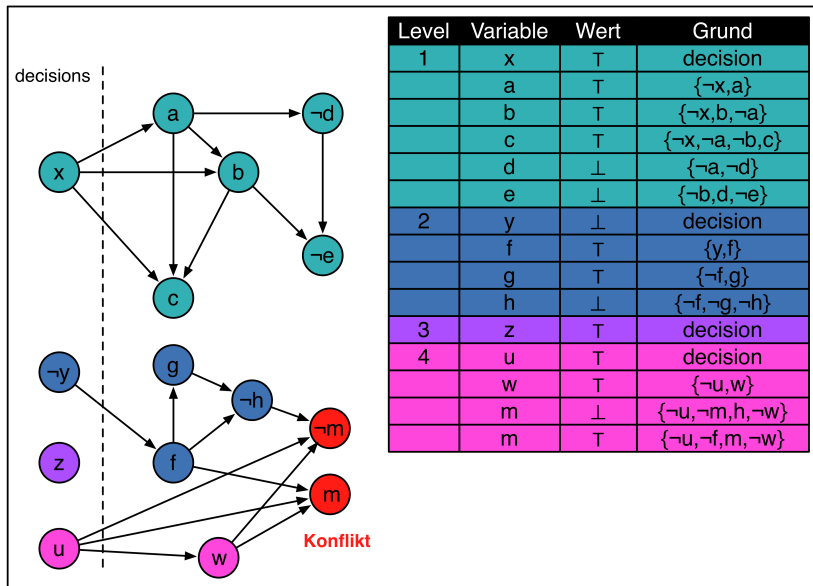 decisions
a
¬d
x
b
¬e
c
¬y
g
¬h
¬m
z
f
m
Konflikt
u
w
Level Variable Wert Grund
1 x ⊤ decision
a ⊤ {¬x,a}
b ⊤ {¬x,b,¬a}
c ⊤ {¬x,¬a,¬b,c}
d ⊥ {¬a,¬d}
e ⊥ {¬b,d,¬e}
2 y ⊥ decision
f ⊤ {y,f}
g ⊤ {¬f,g}
h ⊥ {¬f,¬g,¬h}
3 z ⊤ decision
4 u ⊤ decision
w ⊤ {¬u,w}
m ⊥ {¬u,¬m,h,¬w}
m ⊤ {¬u,¬f,m,¬w}